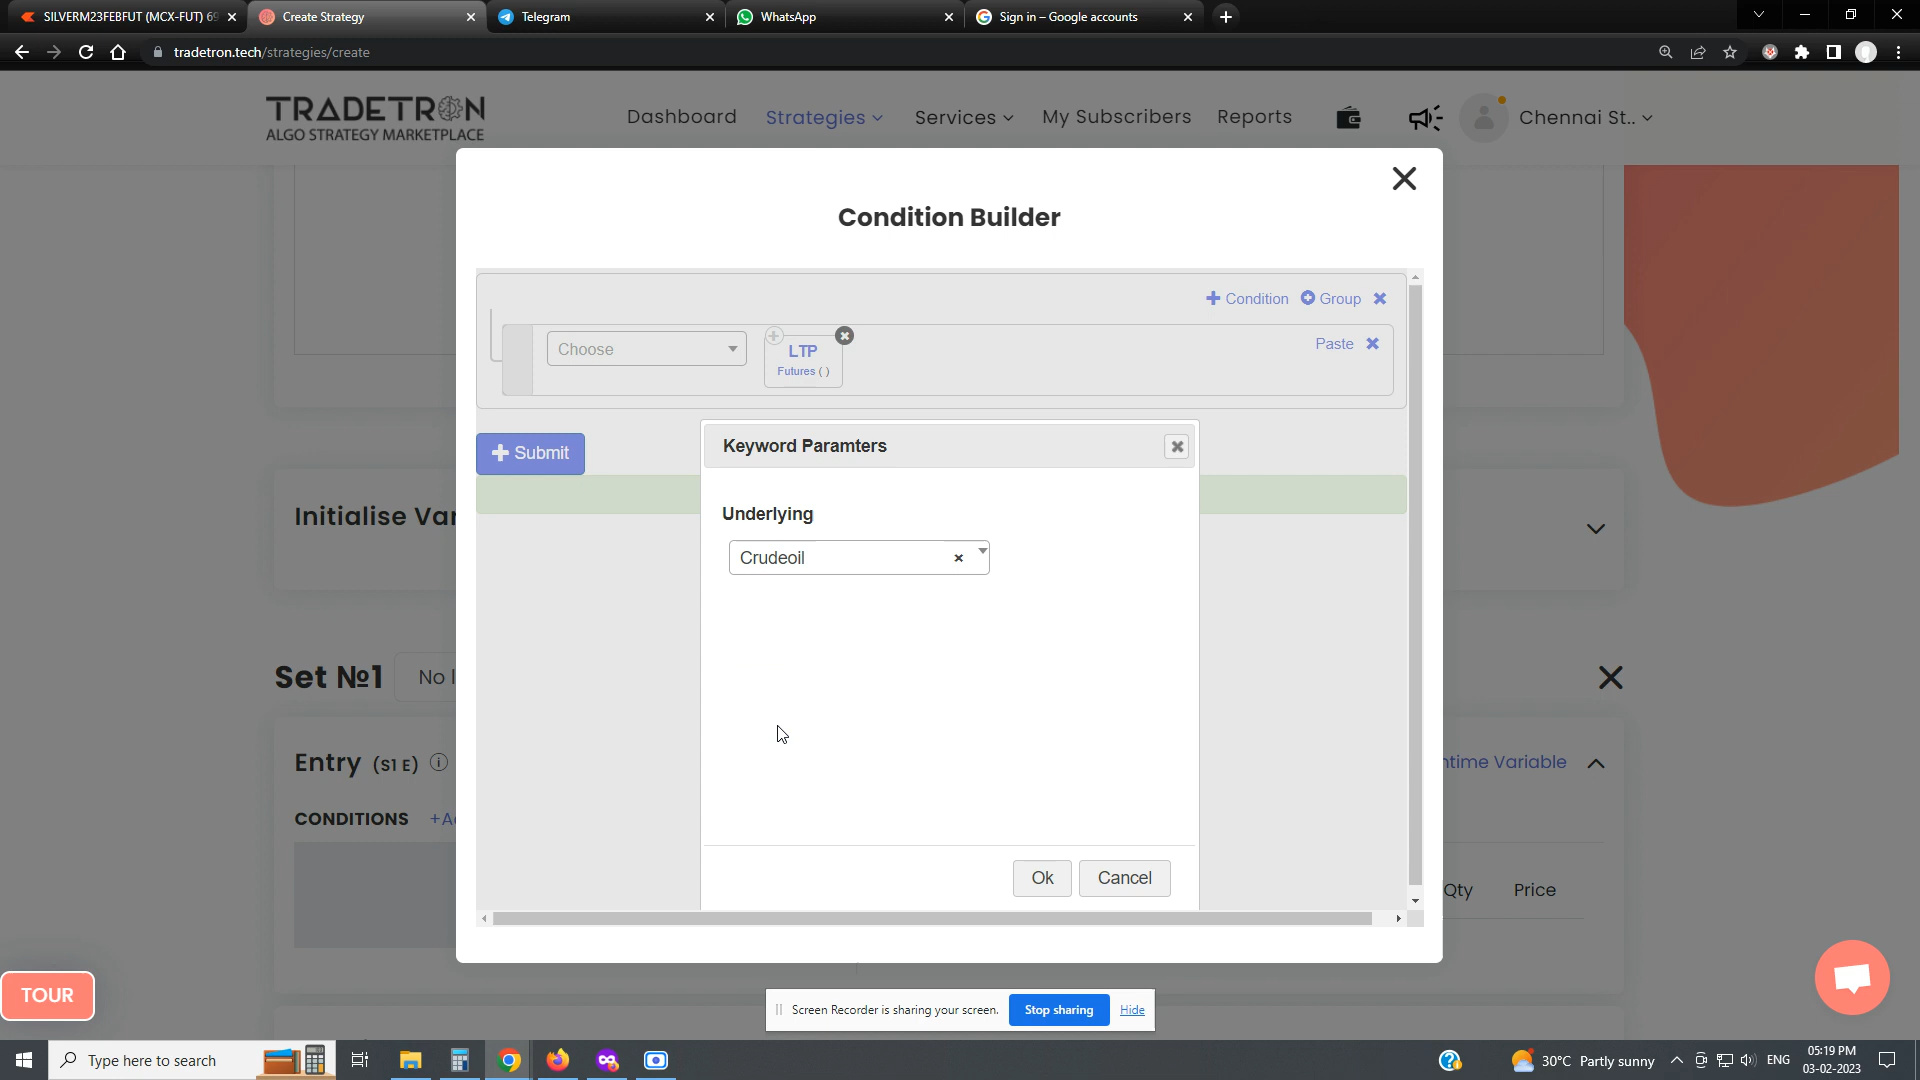 SILVERM23FEBFUT (MCX-FUT) 69
Create Strategy
Telegram
WhatsApp
Sign in – Google accounts
tradetron.tech/strategies/create
TRADETRON
ALGO STRATEGY MARKETPLACE
Dashboard
Strategies
Services
My Subscribers
Reports
Chennai St..
Condition Builder
Condition
Group
Choose
LTP
Futures ( )
Paste
Submit
Keyword Paramters
Underlying
Crudeoil
Ok
Cancel
Initialise Var
Set №1
No l
Entry (S1 E)
ntime Variable
CONDITIONS
+A
Qty
Price
TOUR
Screen Recorder is sharing your screen.
Stop sharing
Hide
Type here to search
30°C Partly sunny
ENG
05:19 PM
03-02-2023